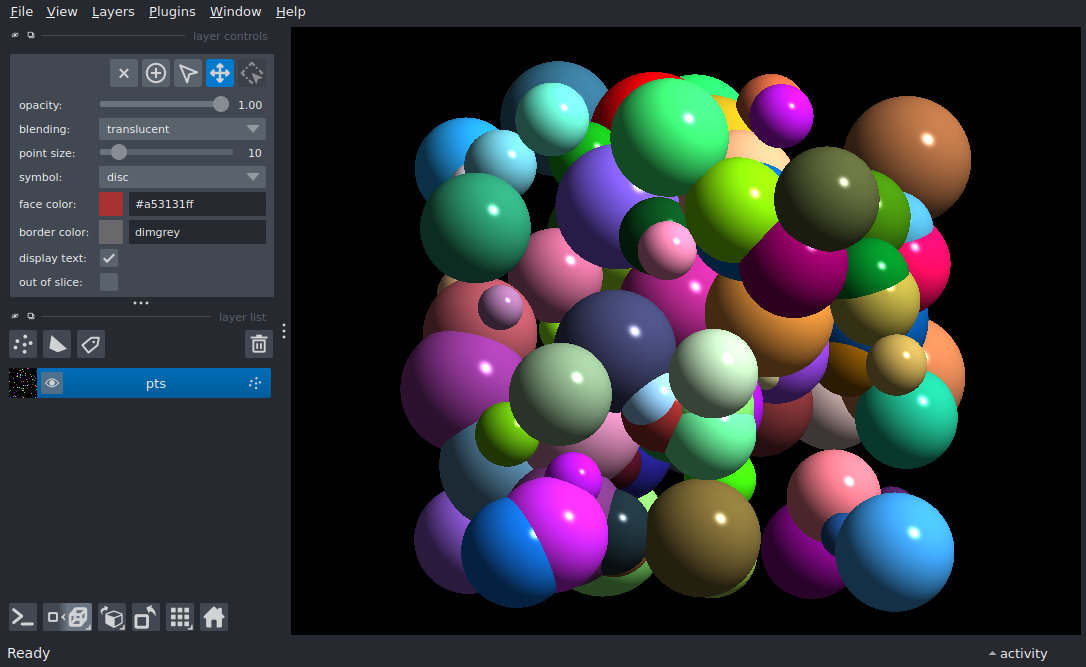 File View Layers Plugins Window Help
layer controls
opacity: 1.00
blending: translucent
point size: 10
symbol: disc
face color: #a53131ff
border color: dimgrey
display text:
out of slice:
layer list
pts
Ready
activity